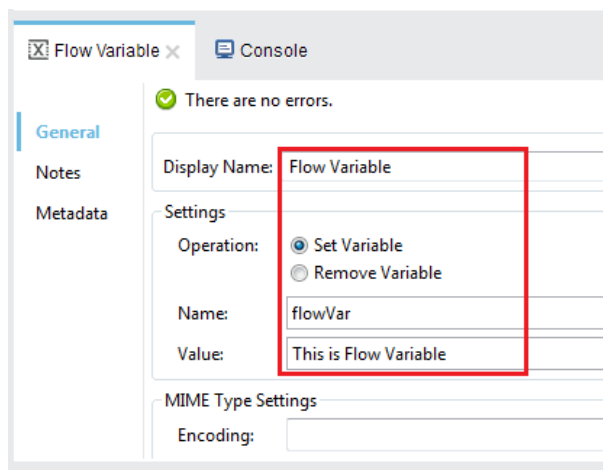 Flow Variable Console
There are no errors.
General
Notes
Metadata
Display Name: Flow Variable
Settings
Operation: Set Variable
Remove Variable
Name: flowVar
Value: This is Flow Variable
MIME Type Settings
Encoding: